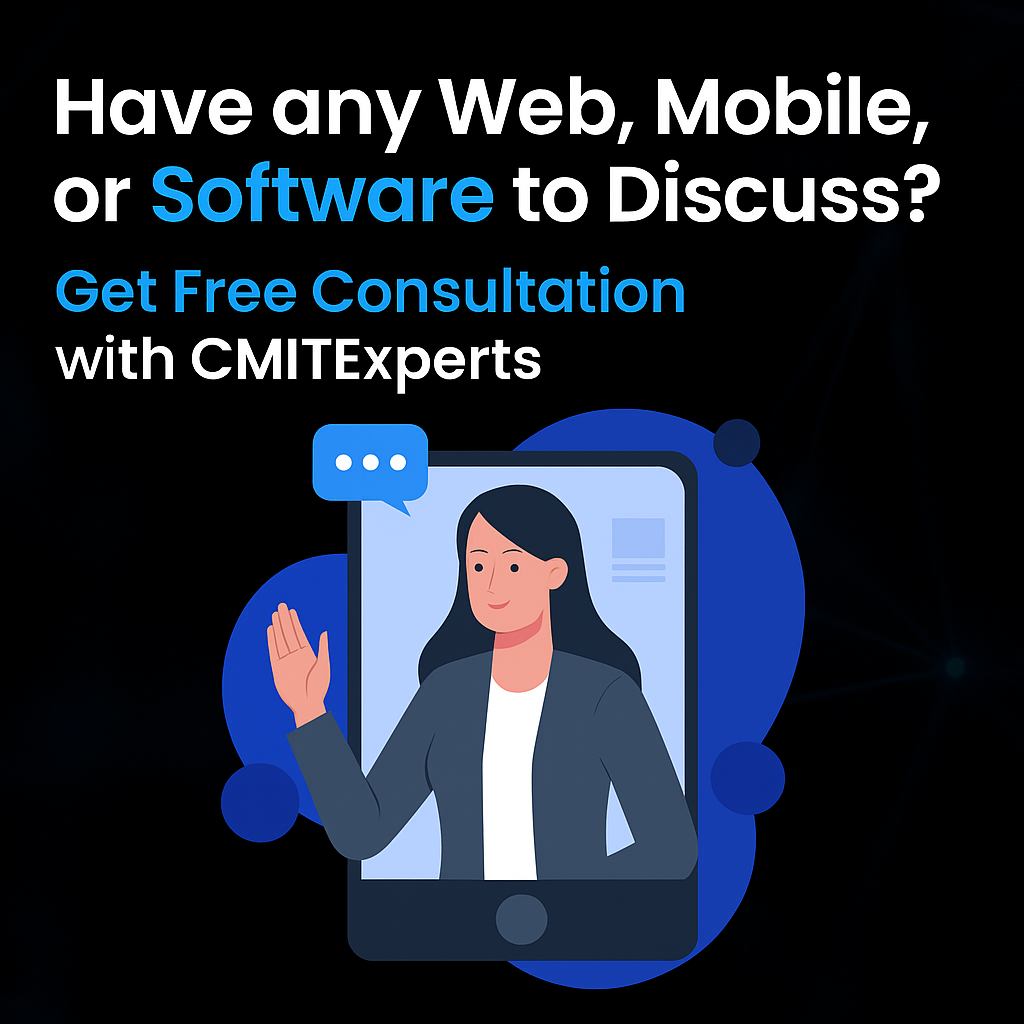 Have any Web, Mobile,
or Software to Discuss?
Get Free Consultation
with CMITExperts